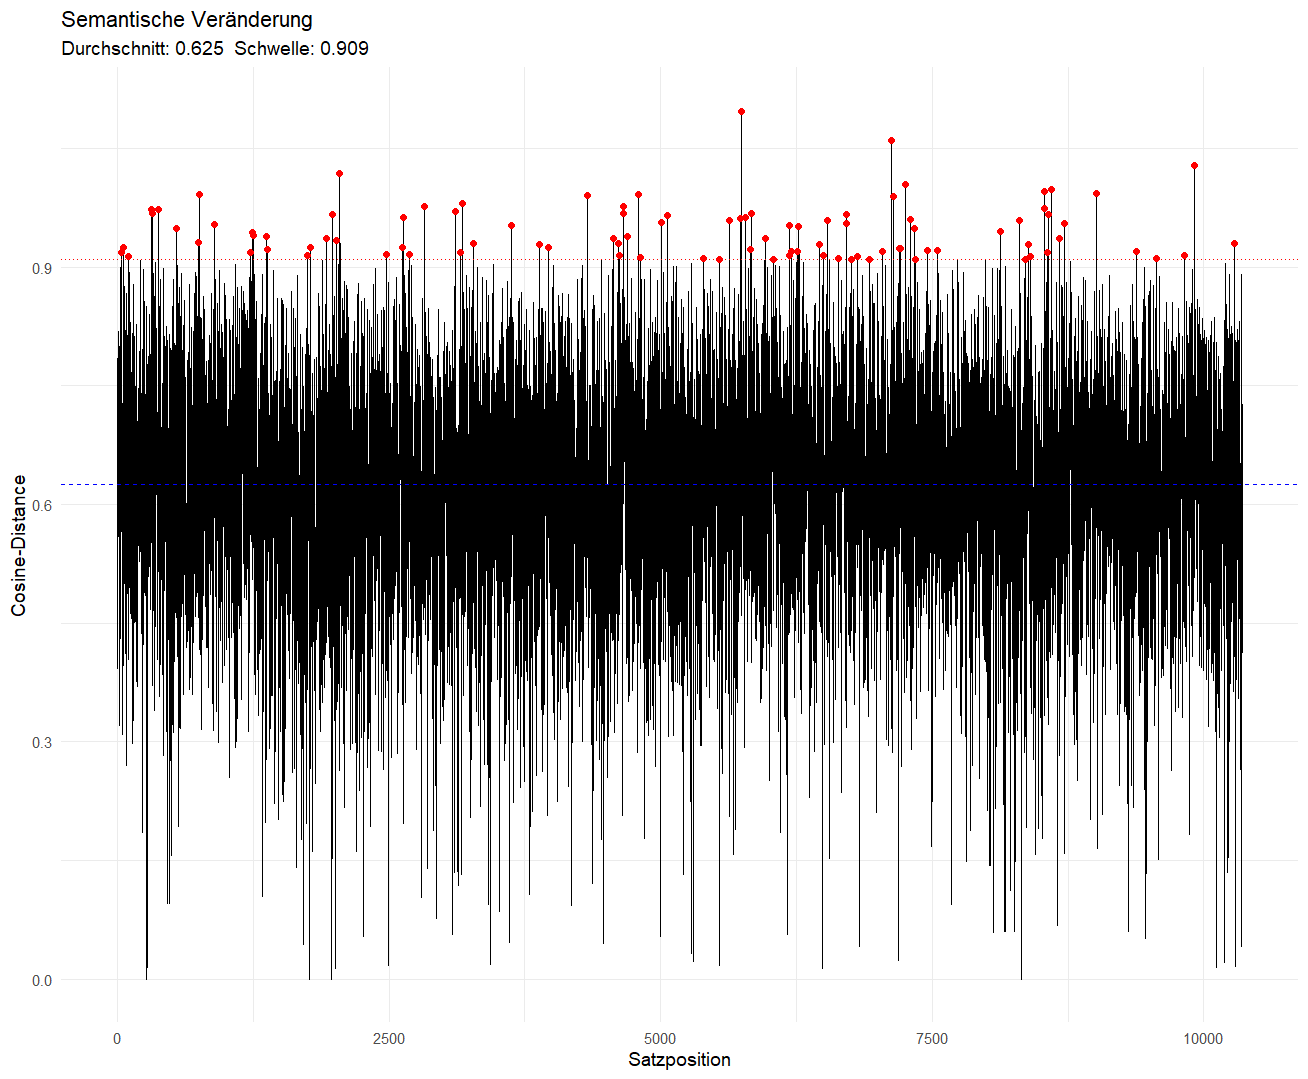 Semantische Veränderung
Durchschnitt: 0.625  Schwelle: 0.909
Cosine-Distance
0.9
0.6
0.3
0.0
0
2500
5000
7500
10000
Satzposition